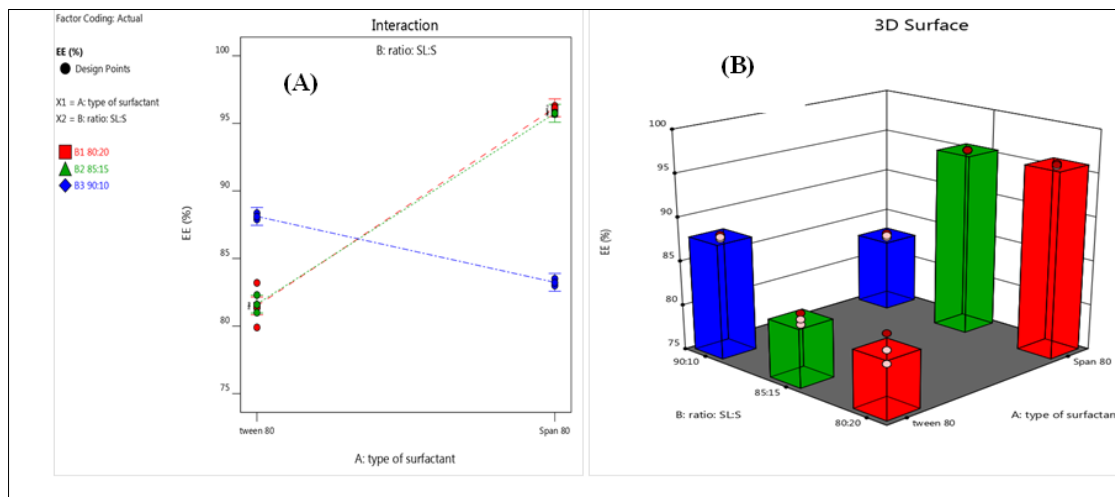 Factor Coding: Actual
EE (%)
Design Points
X1 = A: type of surfactant
X2 = B: ratio: SL:S
B1 80:20
B2 85:15
B3 90:10
Interaction
B: ratio: SL:S
(A)
100
95
90
85
80
75
EE (%)
tween 80
Span 80
A: type of surfactant
3D Surface
(B)
100
95
90
85
80
75
EE (%)
90:10
85:15
80:20
B: ratio: SL:S
tween 80
Span 80
A: type of surfactant